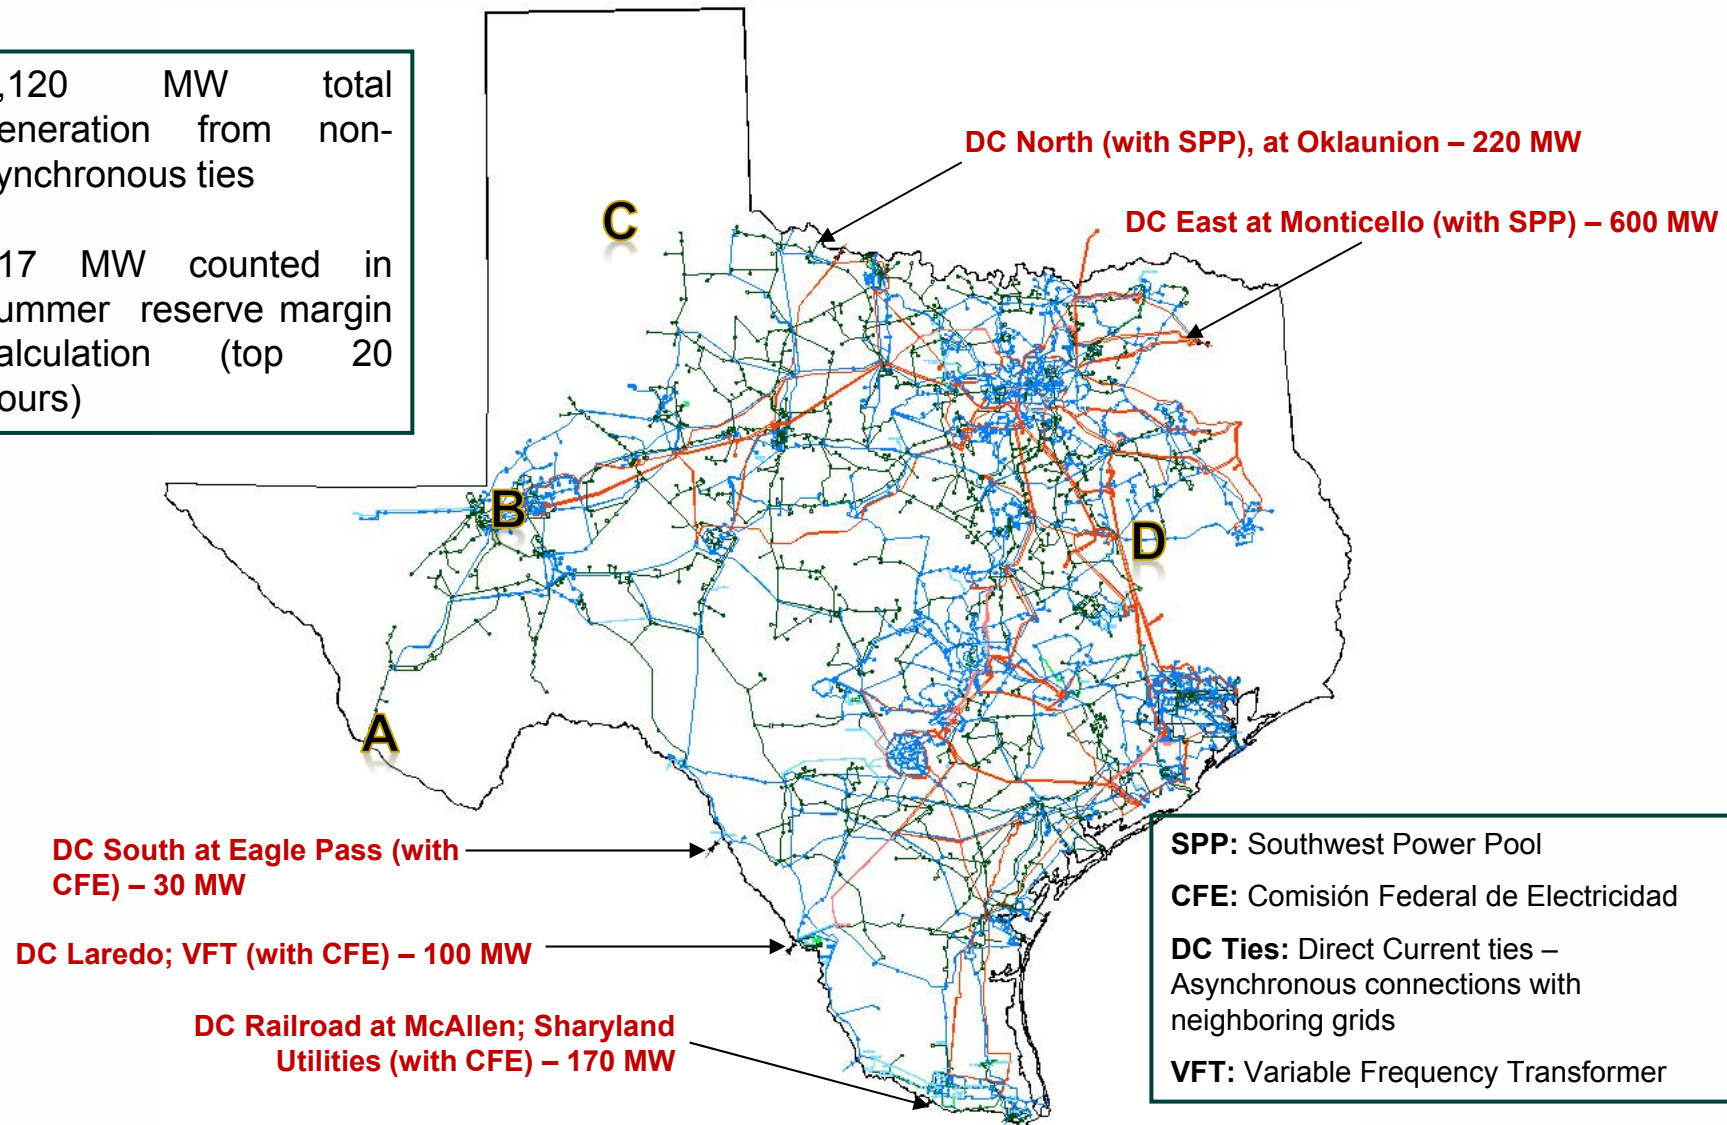 ,120 MW total
eneration from non-
ynchronous ties
17 MW counted in
ummer reserve margin
alculation (top 20
ours)
DC North (with SPP), at Oklaunion – 220 MW
DC East at Monticello (with SPP) – 600 MW
C
B
D
A
DC South at Eagle Pass (with
CFE) – 30 MW
DC Laredo; VFT (with CFE) – 100 MW
DC Railroad at McAllen; Sharyland
Utilities (with CFE) – 170 MW
SPP: Southwest Power Pool
CFE: Comisión Federal de Electricidad
DC Ties: Direct Current ties –
Asynchronous connections with
neighboring grids
VFT: Variable Frequency Transformer